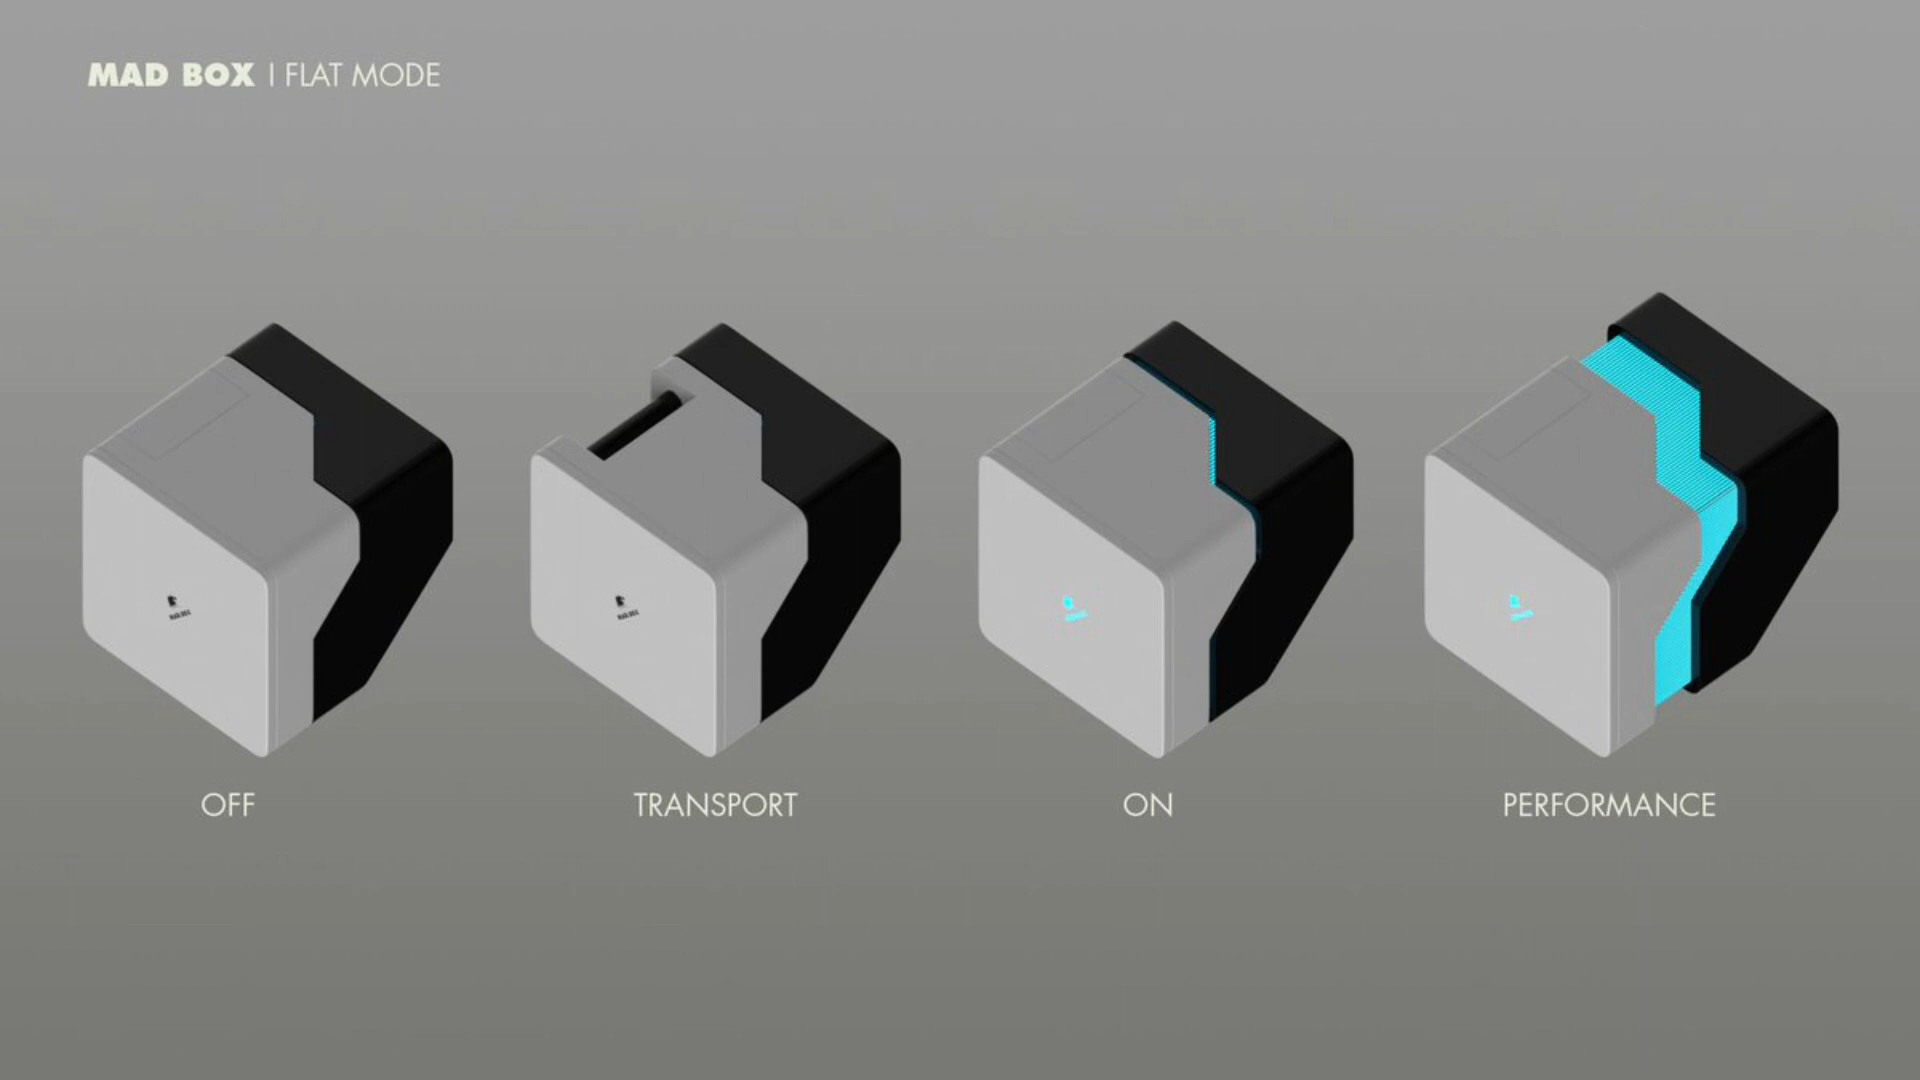 MAD BOX | FLAT MODE
OFF
TRANSPORT
ON
PERFORMANCE